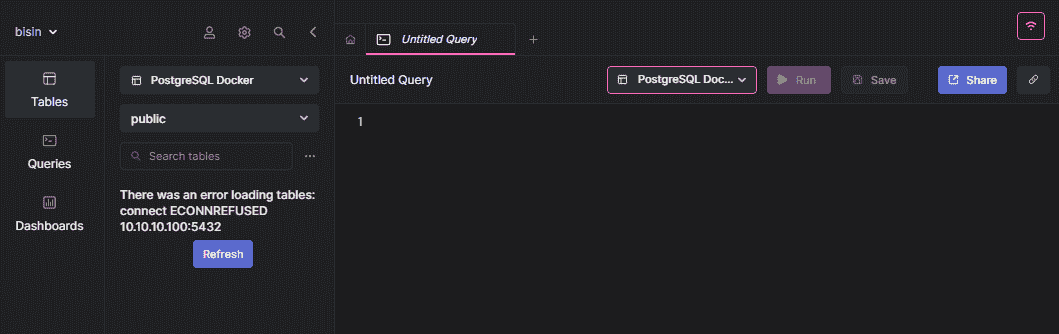 bisin
Untitled Query
Tables
Queries
Dashboards
PostgreSQL Docker
public
Search tables
There was an error loading tables:
connect ECONNREFUSED
10.10.10.100:5432
Refresh
Untitled Query
PostgreSQL Doc...
Run
Save
Share
1